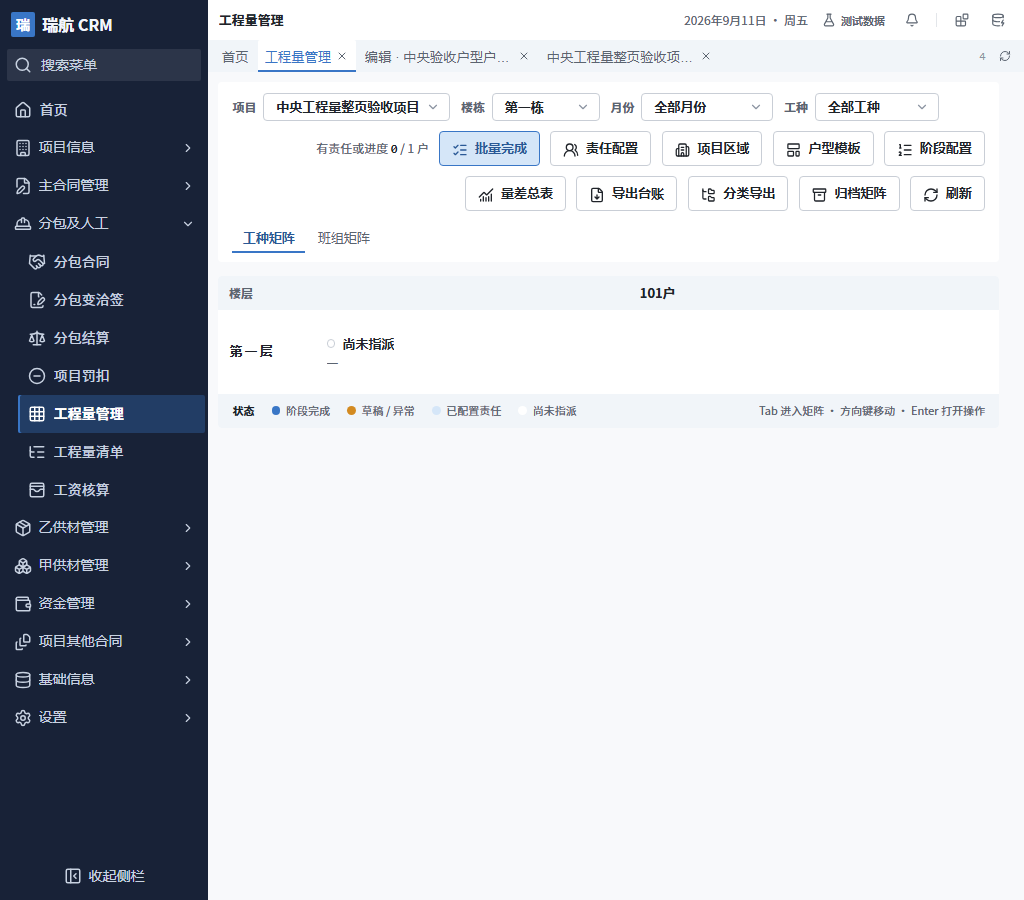 瑞 瑞航 CRM
搜索菜单
首页
项目信息
主合同管理
分包及人工
分包合同
分包变洽签
分包结算
项目罚扣
工程量管理
工程量清单
工资核算
乙供材管理
甲供材管理
资金管理
项目其他合同
基础信息
设置
收起侧栏
工程量管理
2026年9月11日 · 周五 测试数据
首页 工程量管理 编辑 · 中央验收户型户... 中央工程量整页验收项... 4
项目 中央工程量整页验收项目 楼栋 第一栋 月份 全部月份 工种 全部工种
有责任或进度 0 / 1 户 批量完成 责任配置 项目区域 户型模板 阶段配置
量差总表 导出台账 分类导出 归档矩阵 刷新
工种矩阵 班组矩阵
楼层 101户
第一层 尚未指派
—
状态 阶段完成 草稿 / 异常 已配置责任 尚未指派 Tab 进入矩阵 · 方向键移动 · Enter 打开操作